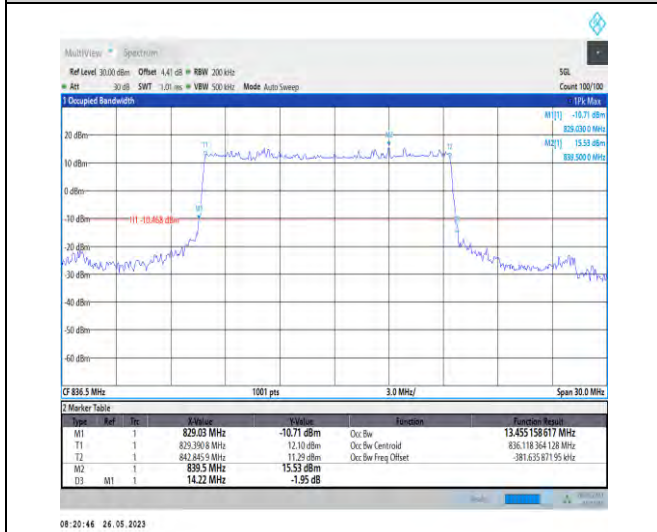 MultiView Spectrum
Ref Level 30.00 dBm Offset 4.41 dB RBW 200 kHz SGL
Att 30 dB SWT 1.01 ms VBW 500 kHz Mode Auto Sweep Count 100/100
1 Occupied Bandwidth 1Pk Max
M1[1] -10.71 dBm
829.030 0 MHz
M2[1] 15.53 dBm
839.500 0 MHz
20 dBm
T1 M2 T2
10 dBm
0 dBm
M1
-10 dBm H1 -10.468 dBm
-20 dBm
-30 dBm
-40 dBm
-50 dBm
-60 dBm
CF 836.5 MHz 1001 pts 3.0 MHz/ Span 30.0 MHz
2 Marker Table
Type Ref Trc X-Value Y-Value Function Function Result
M1 1 829.03 MHz -10.71 dBm Occ Bw 13.455 158 617 MHz
T1 1 829.390 8 MHz 12.10 dBm Occ Bw Centroid 836.118 364 128 MHz
T2 1 842.845 9 MHz 11.29 dBm Occ Bw Freq Offset -381.635 871 95 kHz
M2 1 839.5 MHz 15.53 dBm
D3 M1 1 14.22 MHz -1.95 dB
08:20:46 26.05.2023